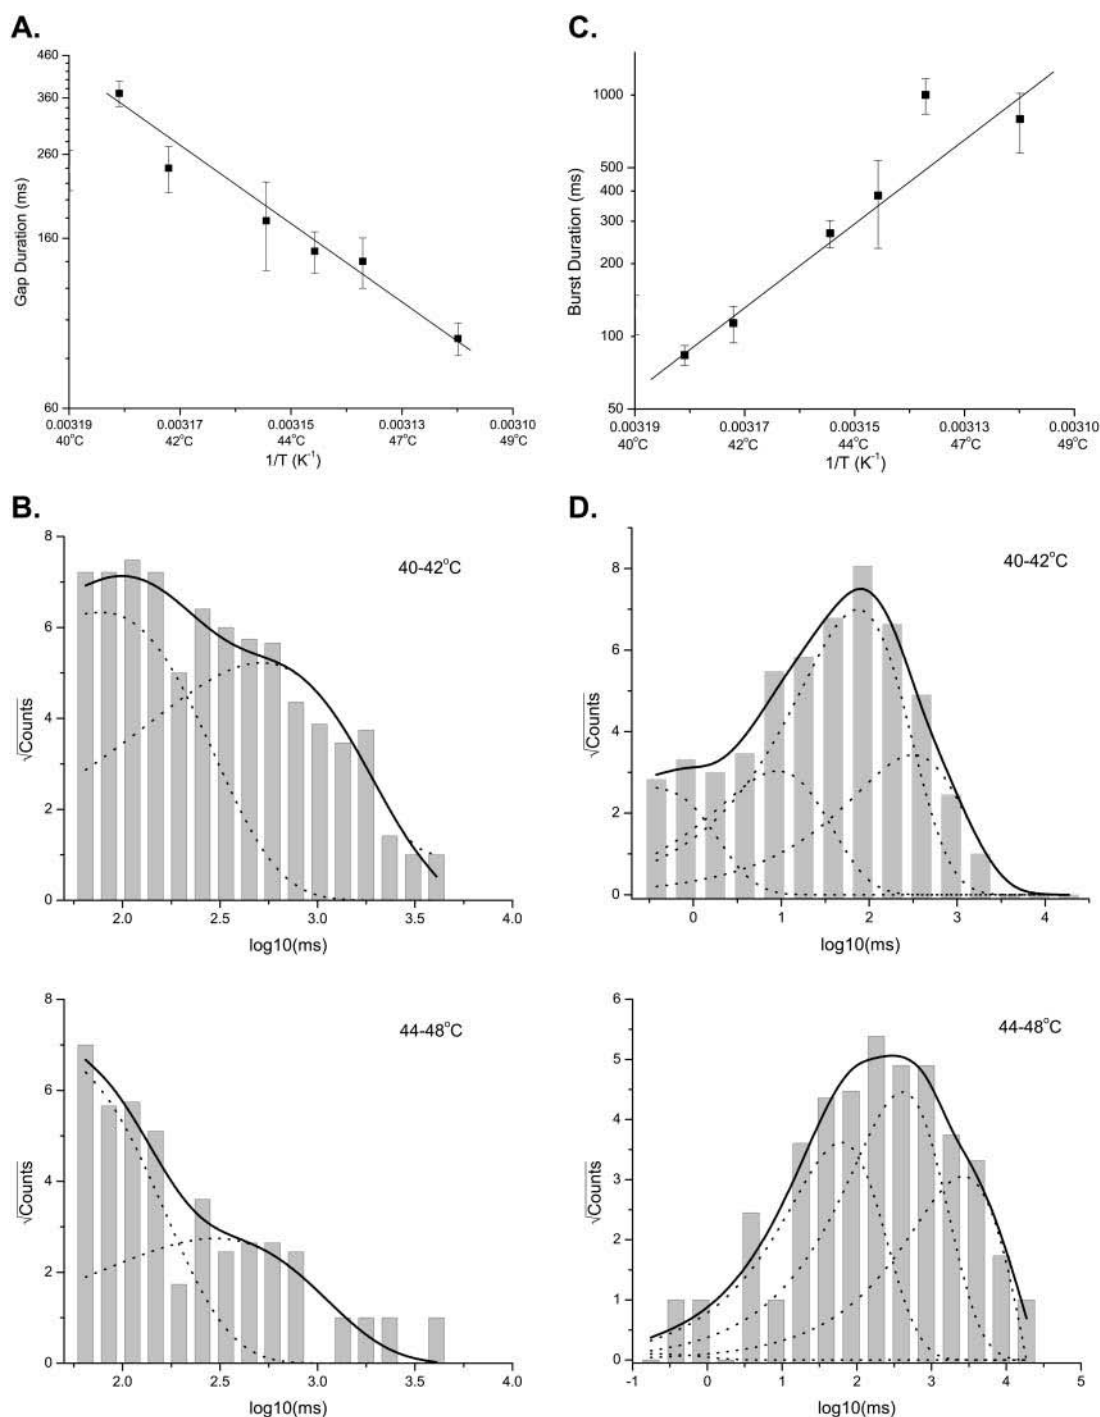 A.
460
360
260
160
60
Gap Duration (ms)
0.00319 0.00317 0.00315 0.00313 0.00310
40°C 42°C 44°C 47°C 49°C
1/T (K⁻¹)
C.
1000
500
400
300
200
100
50
Burst Duration (ms)
0.00319 0.00317 0.00315 0.00313 0.00310
40°C 42°C 44°C 47°C 49°C
1/T (K⁻¹)
B.
40-42°C
8
6
4
2
0
√Counts
2.0 2.5 3.0 3.5 4.0
log10(ms)
44-48°C
8
6
4
2
0
√Counts
2.0 2.5 3.0 3.5 4.0
log10(ms)
D.
40-42°C
8
6
4
2
0
√Counts
0 1 2 3 4
log10(ms)
44-48°C
6
5
4
3
2
1
0
√Counts
-1 0 1 2 3 4 5
log10(ms)